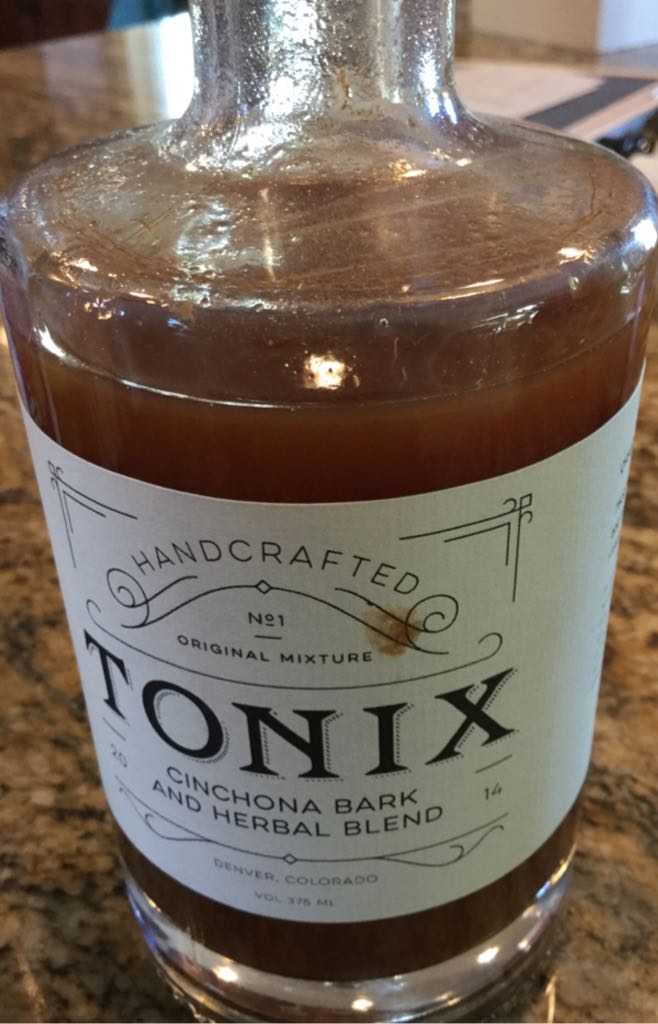 HANDCRAFTED
Nº1
ORIGINAL MIXTURE
TONIX
20 14
CINCHONA BARK
AND HERBAL BLEND
DENVER, COLORADO
VOL 375 ML